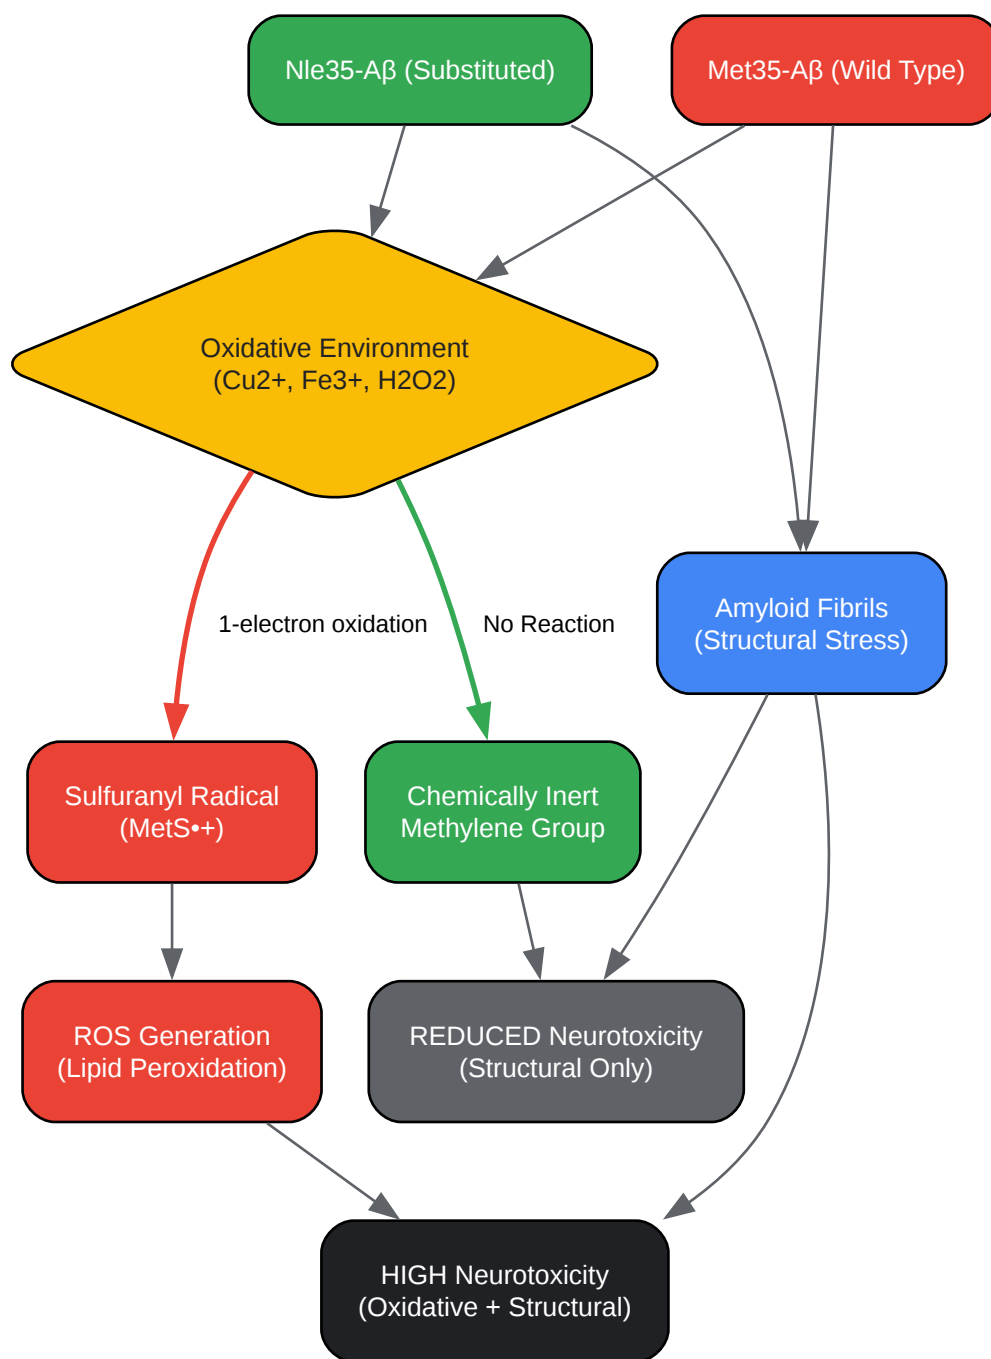 Nle35-Aβ (Substituted)
Met35-Aβ (Wild Type)
Oxidative Environment
(Cu2+, Fe3+, H2O2)
1-electron oxidation
No Reaction
Amyloid Fibrils
(Structural Stress)
Sulfuranyl Radical
(MetS•+)
Chemically Inert
Methylene Group
ROS Generation
(Lipid Peroxidation)
REDUCED Neurotoxicity
(Structural Only)
HIGH Neurotoxicity
(Oxidative + Structural)